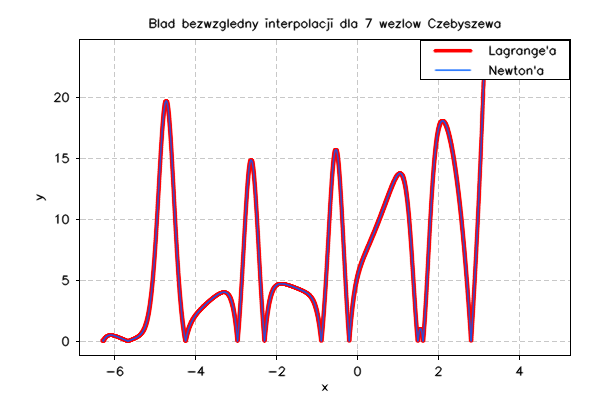 Blad bezwzgledny interpolacji dla 7 wezlow Czebyszewa
Lagrange'a
Newton'a
20
15
10
5
0
y
-6 -4 -2 0 2 4
x